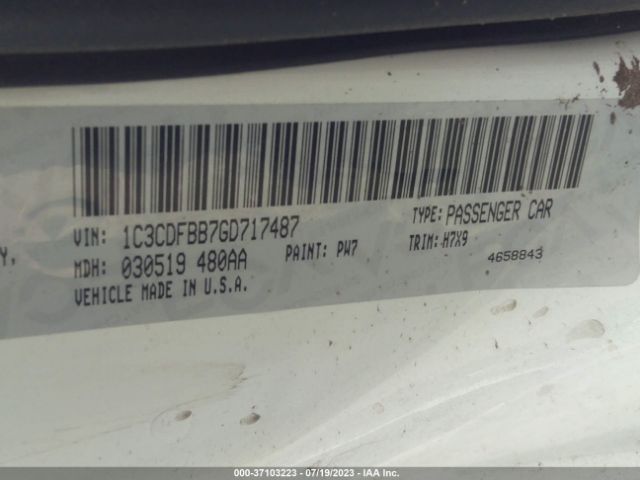 VIN: 1C3CDFBB7GD717487
TYPE: PASSENGER CAR
Y,
MDH: 030519 480AA
PAINT: PW7
TRIM: H7X9
VEHICLE MADE IN U.S.A.
4658843
000-37103223 - 07/19/2023 - IAA Inc.